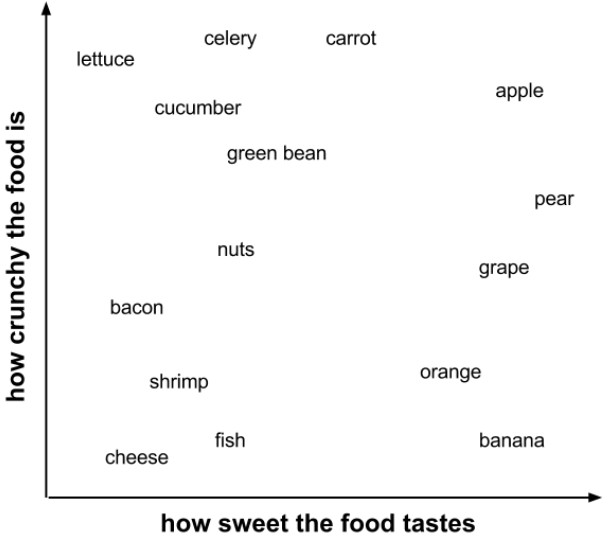 celery
carrot
lettuce
apple
cucumber
green bean
pear
nuts
grape
bacon
orange
shrimp
fish
banana
cheese
how crunchy the food is
how sweet the food tastes